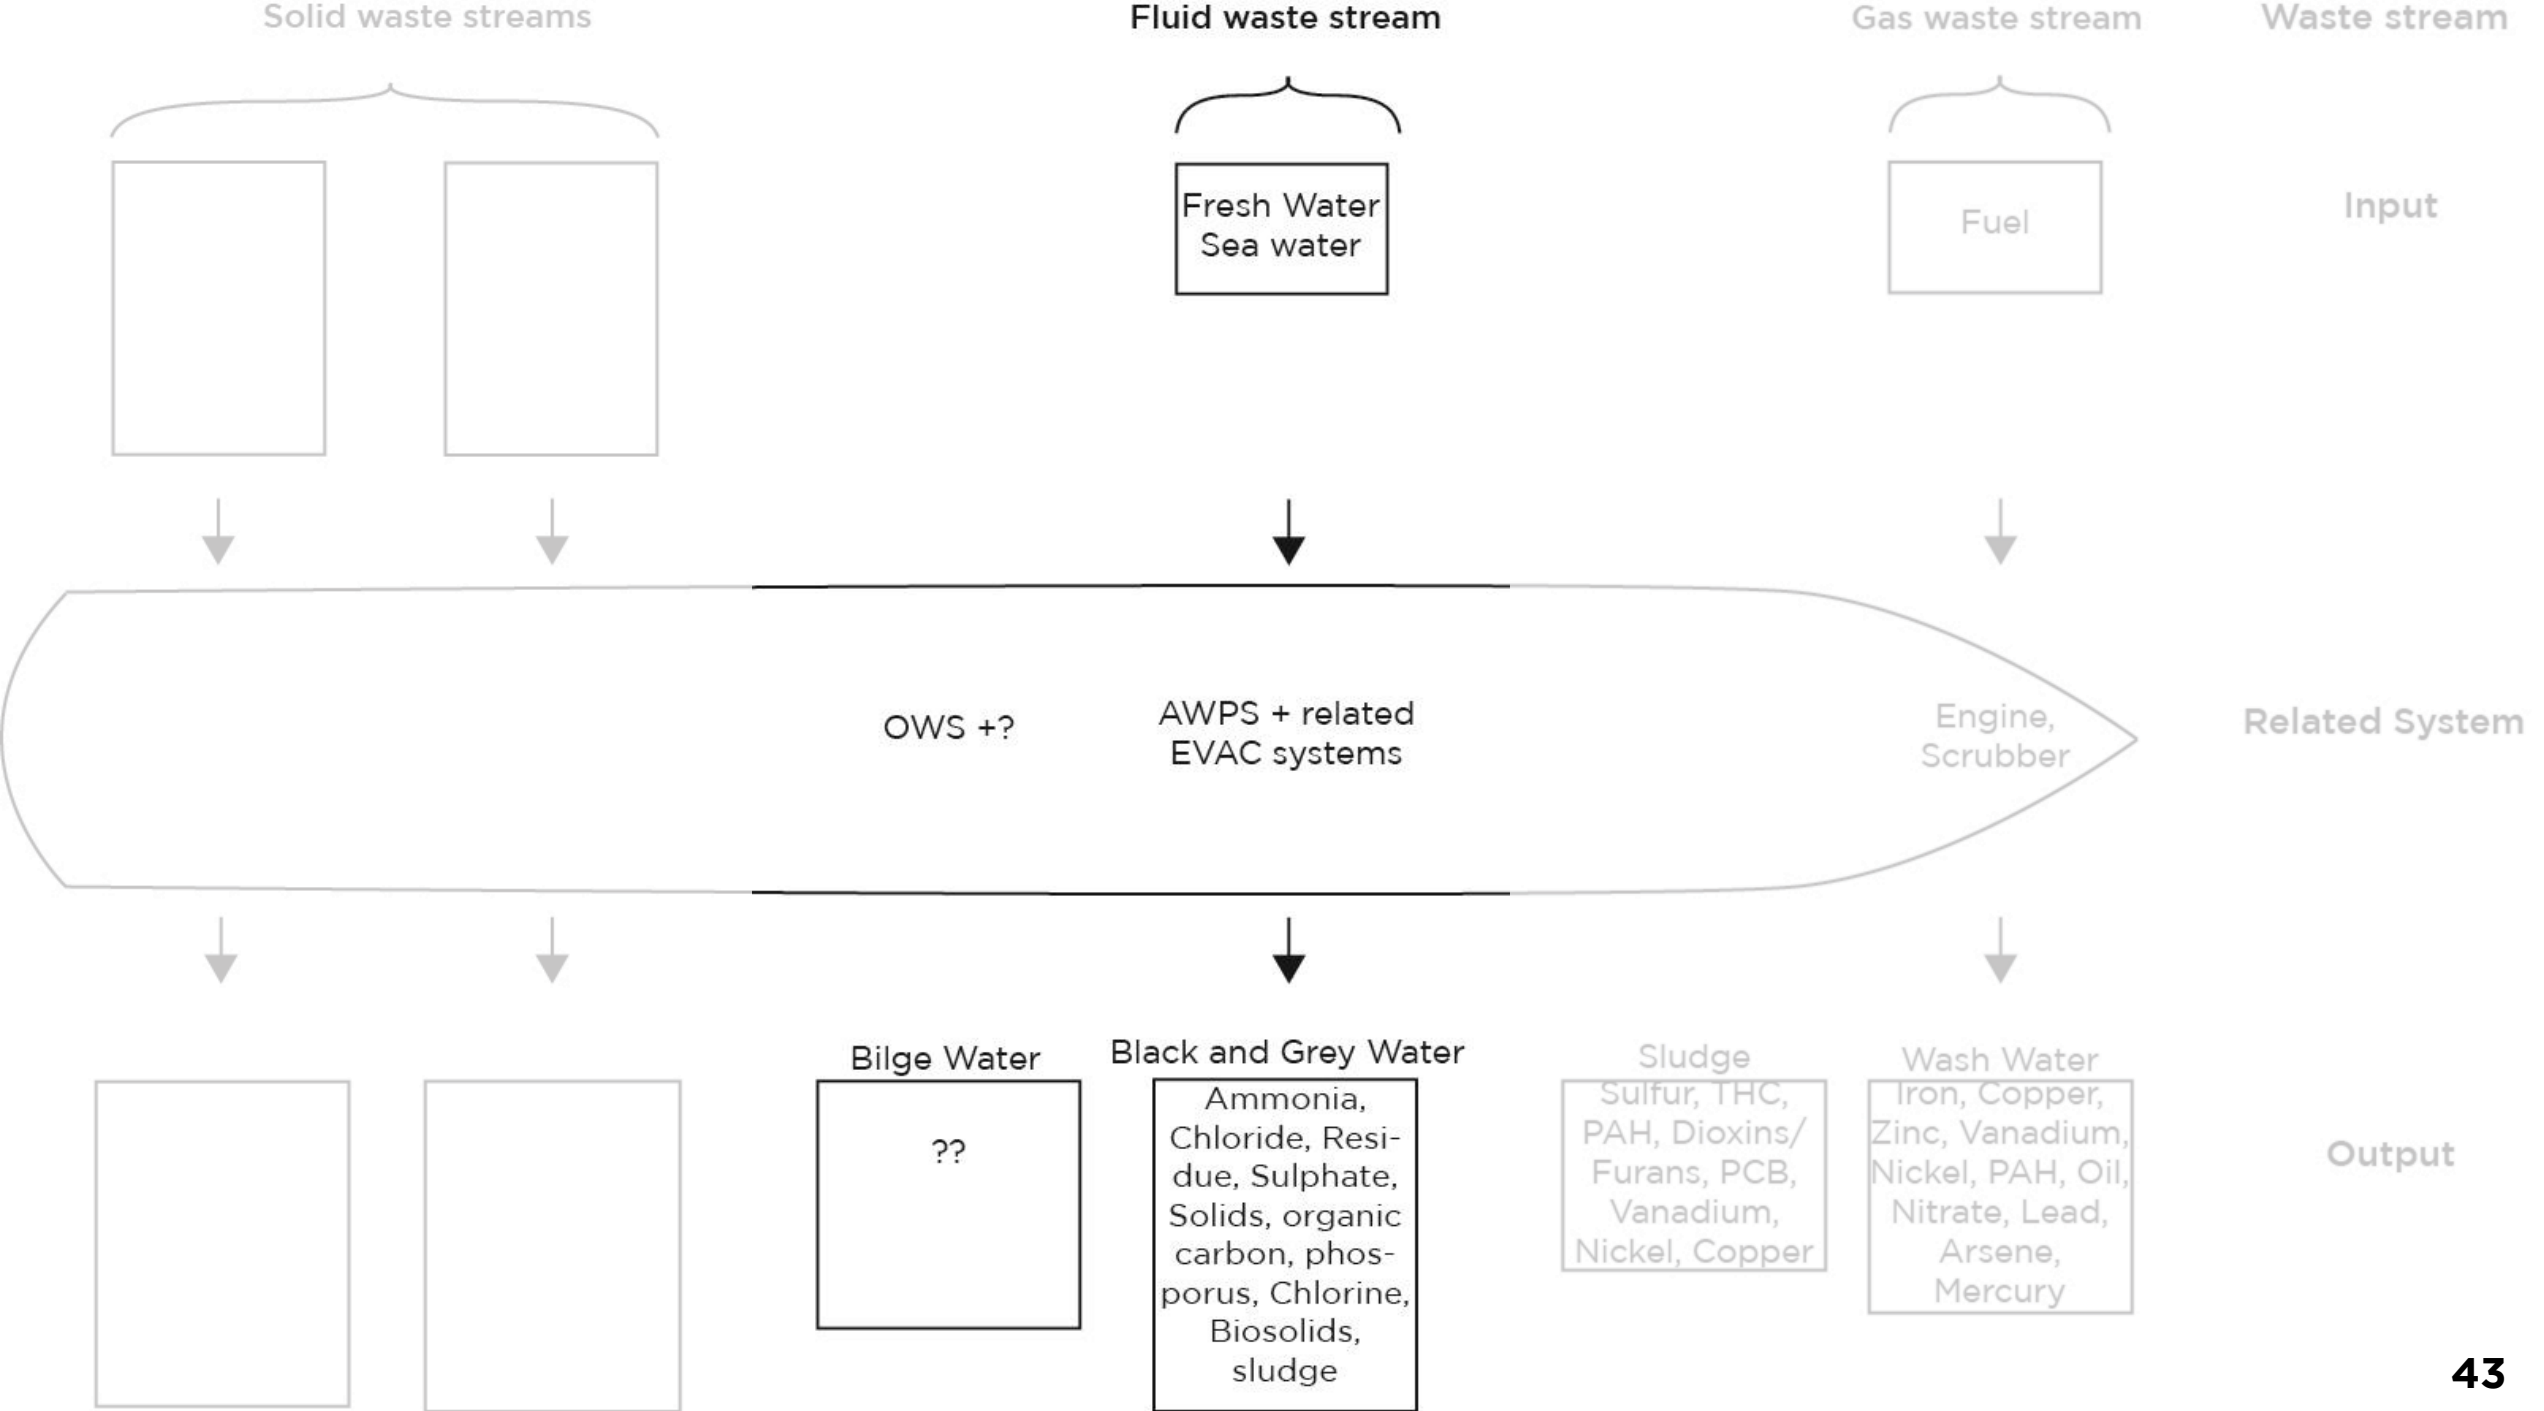 Solid waste streams
Fluid waste stream
Gas waste stream
Waste stream
Fresh Water
Sea water
Fuel
Input
OWS +?
AWPS + related
EVAC systems
Engine,
Scrubber
Related System
Bilge Water
??
Black and Grey Water
Ammonia,
Chloride, Resi-
due, Sulphate,
Solids, organic
carbon, phos-
porus, Chlorine,
Biosolids,
sludge
Sludge
Sulfur, THC,
PAH, Dioxins/
Furans, PCB,
Vanadium,
Nickel, Copper
Wash Water
Iron, Copper,
Zinc, Vanadium,
Nickel, PAH, Oil,
Nitrate, Lead,
Arsene,
Mercury
Output
43